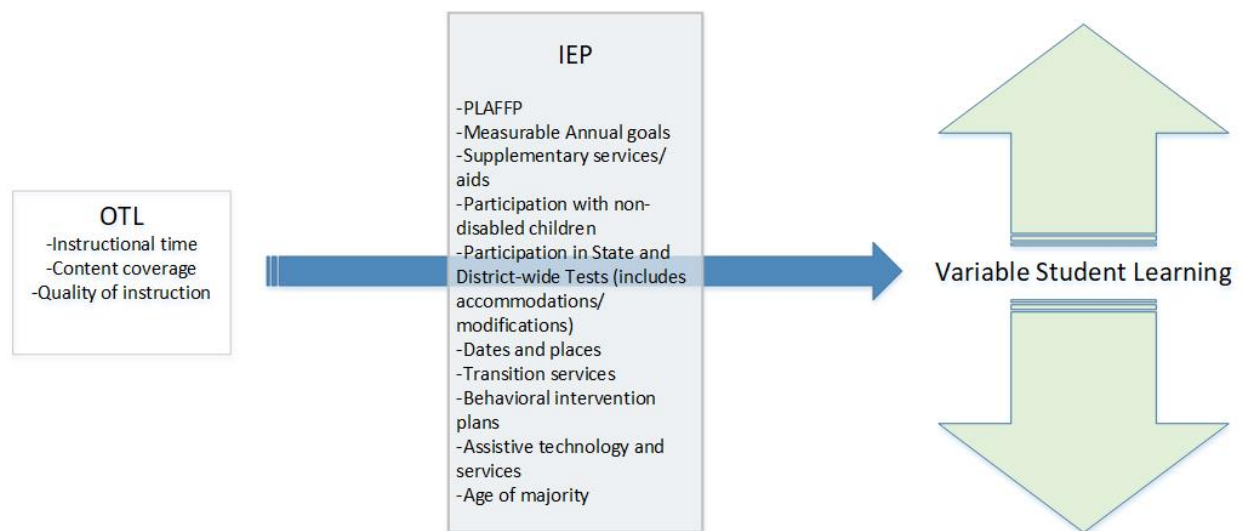 OTL
-Instructional time
-Content coverage
-Quality of instruction
IEP
-PLAFFP
-Measurable Annual goals
-Supplementary services/
aids
-Participation with non-
disabled children
-Participation in State and
District-wide Tests (includes
accommodations/
modifications)
-Dates and places
-Transition services
-Behavioral intervention
plans
-Assistive technology and
services
-Age of majority
Variable Student Learning